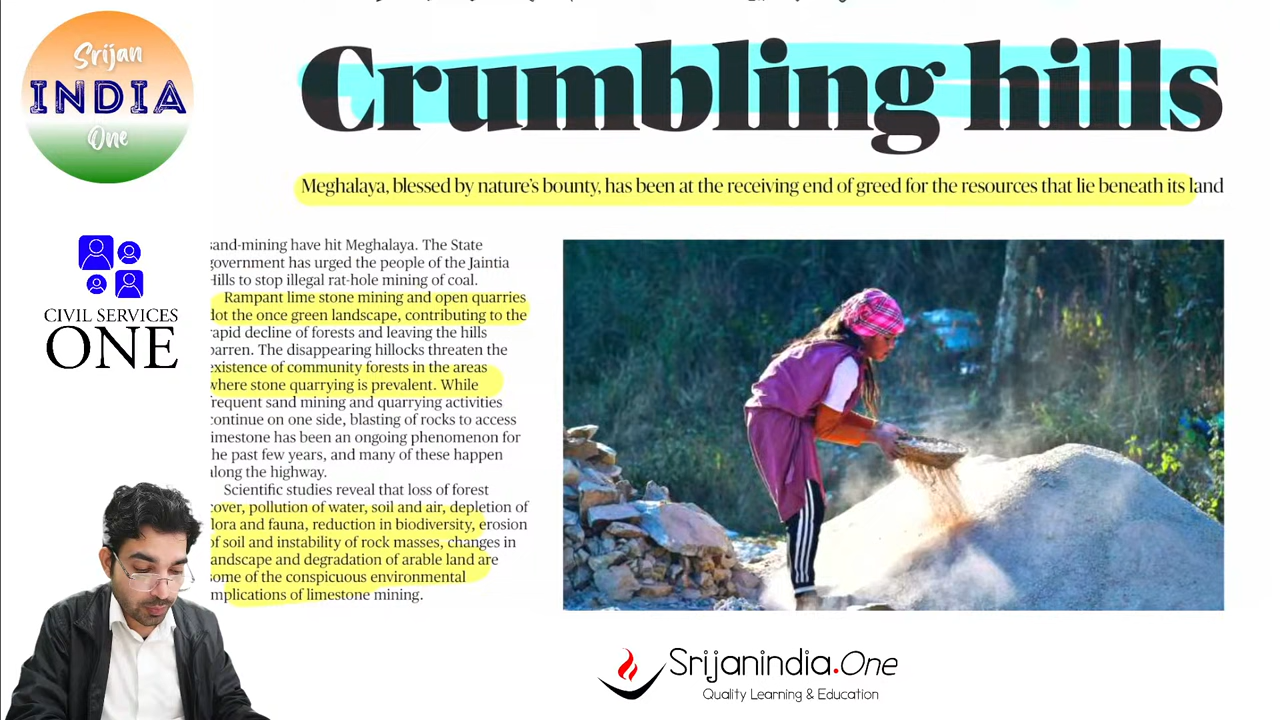 Srijan
INDIA
One
CIVIL SERVICES
ONE
Crumbling hills
Meghalaya, blessed by nature's bounty, has been at the receiving end of greed for the resources that lie beneath its land
sand-mining have hit Meghalaya. The State
government has urged the people of the Jaintia
Hills to stop illegal rat-hole mining of coal.
Rampant lime stone mining and open quarries
dot the once green landscape, contributing to the
rapid decline of forests and leaving the hills
barren. The disappearing hillocks threaten the
existence of community forests in the areas
where stone quarrying is prevalent. While
frequent sand mining and quarrying activities
continue on one side, blasting of rocks to access
limestone has been an ongoing phenomenon for
the past few years, and many of these happen
along the highway.
Scientific studies reveal that loss of forest
cover, pollution of water, soil and air, depletion of
flora and fauna, reduction in biodiversity, erosion
of soil and instability of rock masses, changes in
landscape and degradation of arable land are
some of the conspicuous environmental
implications of limestone mining.
Srijanindia.One
Quality Learning & Education